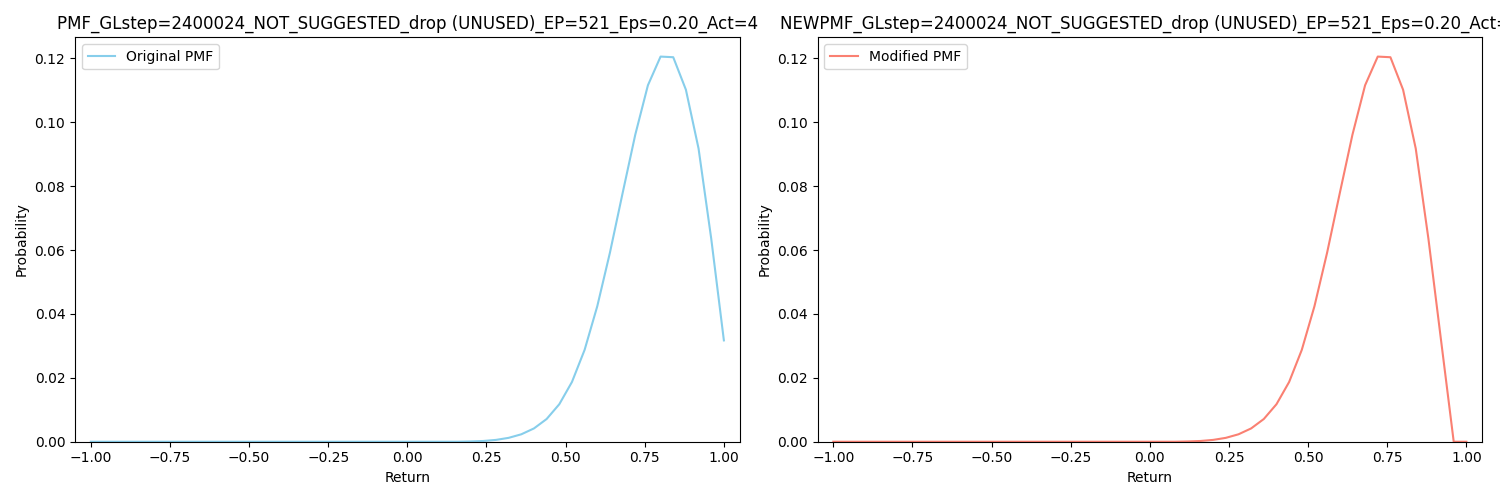 PMF_GLstep=2400024_NOT_SUGGESTED_drop (UNUSED)_EP=521_Eps=0.20_Act=4
Original PMF
0.12
0.10
0.08
0.06
0.04
0.02
0.00
Probability
−1.00 −0.75 −0.50 −0.25 0.00 0.25 0.50 0.75 1.00
Return
NEWPMF_GLstep=2400024_NOT_SUGGESTED_drop (UNUSED)_EP=521_Eps=0.20_Act=
Modified PMF
0.12
0.10
0.08
0.06
0.04
0.02
0.00
Probability
−1.00 −0.75 −0.50 −0.25 0.00 0.25 0.50 0.75 1.00
Return